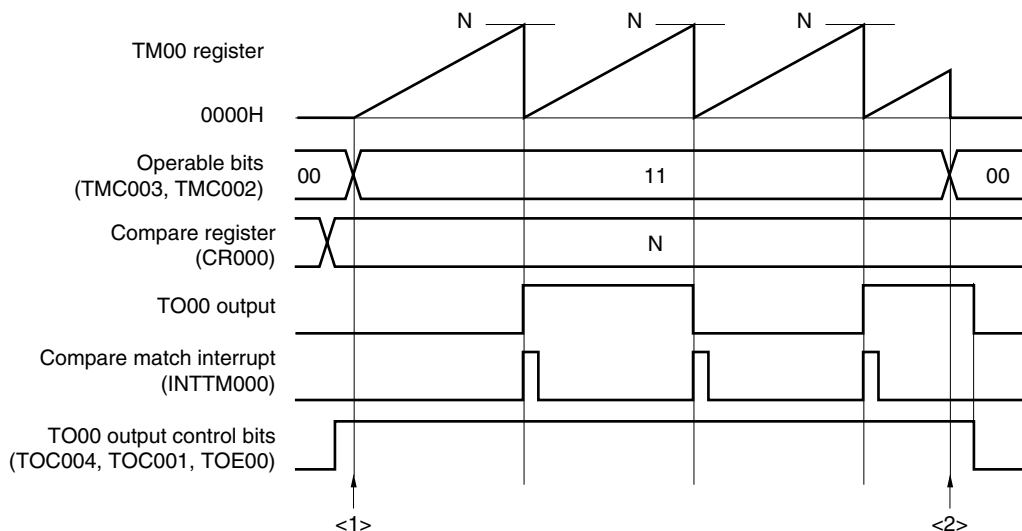 N N N
TM00 register
0000H
Operable bits
(TMC003, TMC002)
00 11 00
Compare register
(CR000)
N
TO00 output
Compare match interrupt
(INTTM000)
TO00 output control bits
(TOC004, TOC001, TOE00)
<1> <2>